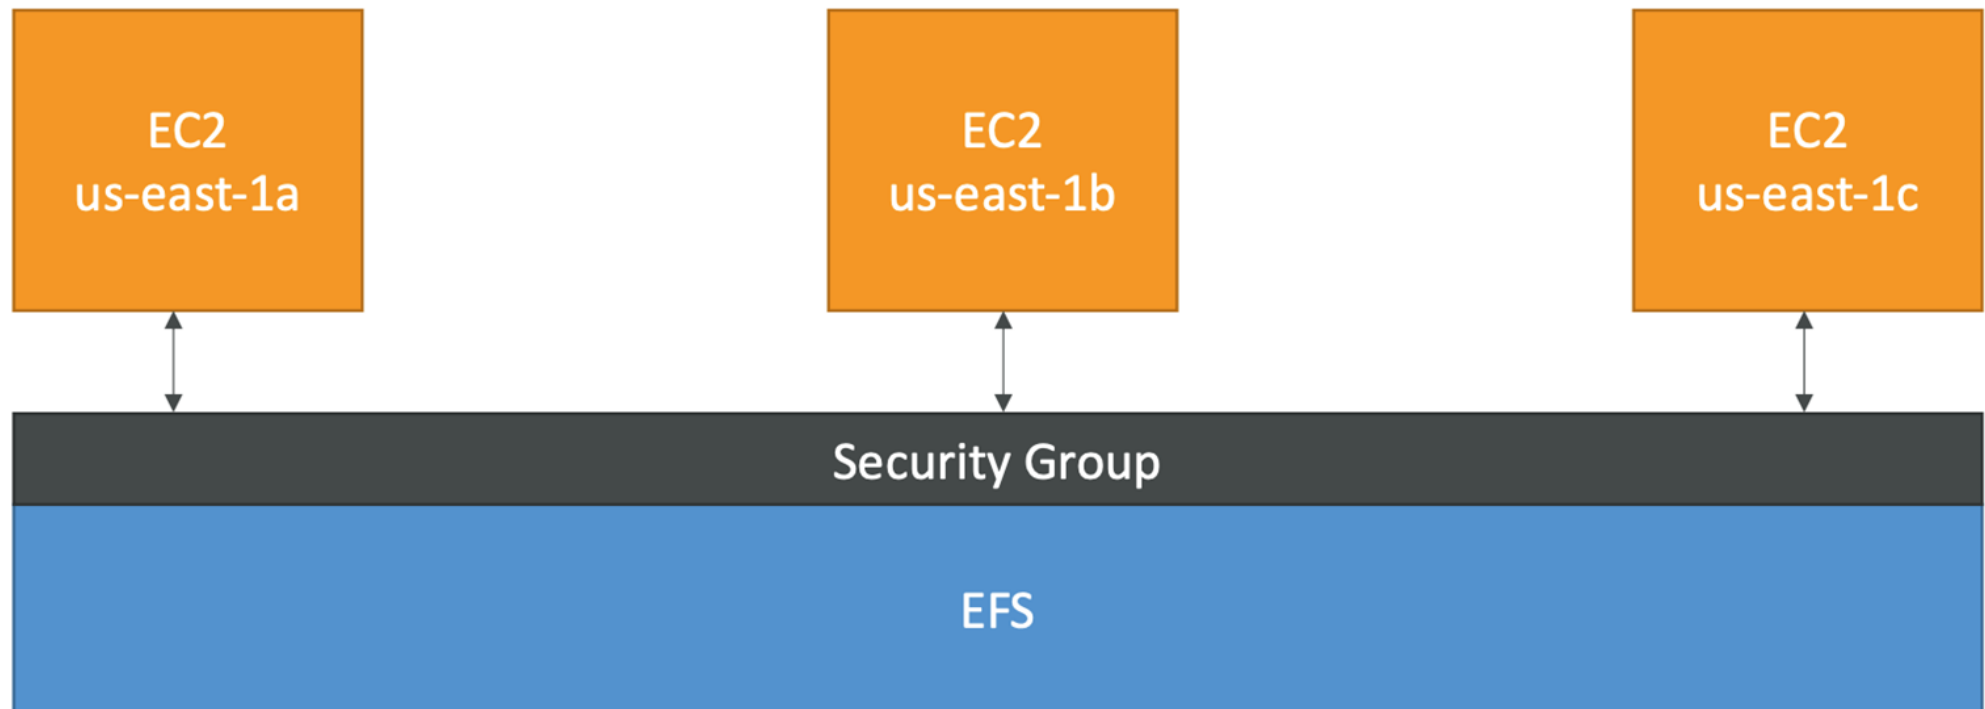 EC2
us-east-1a
EC2
us-east-1b
EC2
us-east-1c
Security Group
EFS